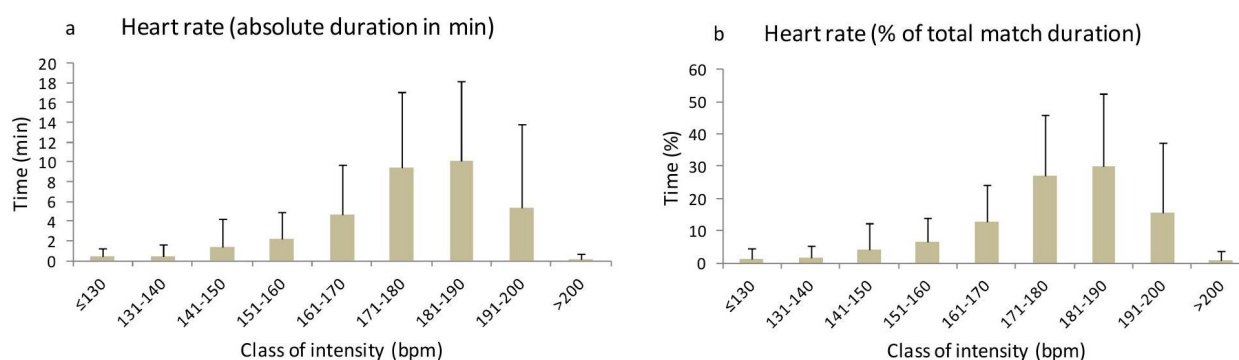 a Heart rate (absolute duration in min)
20
18
16
14
12
10
8
6
4
2
0
Time (min)
≤130 131-140 141-150 151-160 161-170 171-180 181-190 191-200 >200
Class of intensity (bpm)
b Heart rate (% of total match duration)
60
50
40
30
20
10
0
Time (%)
≤130 131-140 141-150 151-160 161-170 171-180 181-190 191-200 >200
Class of intensity (bpm)